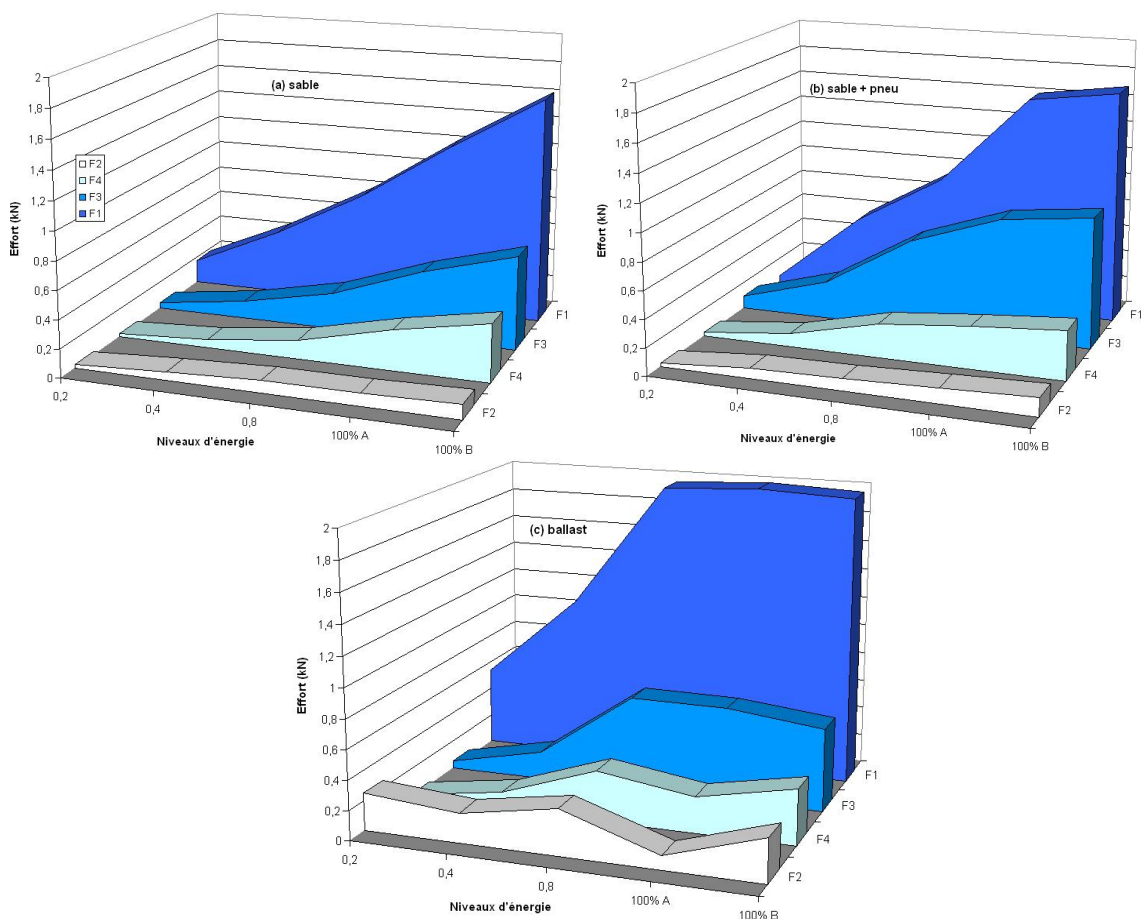 (a) sable
Effort (kN)
2
1,8
1,6
1,4
1,2
1
0,8
0,6
0,4
0,2
0
F2
F4
F3
F1
0,2
0,4
0,8
100% A
100% B
Niveaux d'énergie
F1
F3
F4
F2
(b) sable + pneu
Effort (kN)
2
1,8
1,6
1,4
1,2
1
0,8
0,6
0,4
0,2
0
0,2
0,4
0,8
100% A
100% B
Niveaux d'énergie
F1
F3
F4
F2
(c) ballast
Effort (kN)
2
1,8
1,6
1,4
1,2
1
0,8
0,6
0,4
0,2
0
0,2
0,4
0,8
100% A
100% B
Niveaux d'énergie
F1
F3
F4
F2